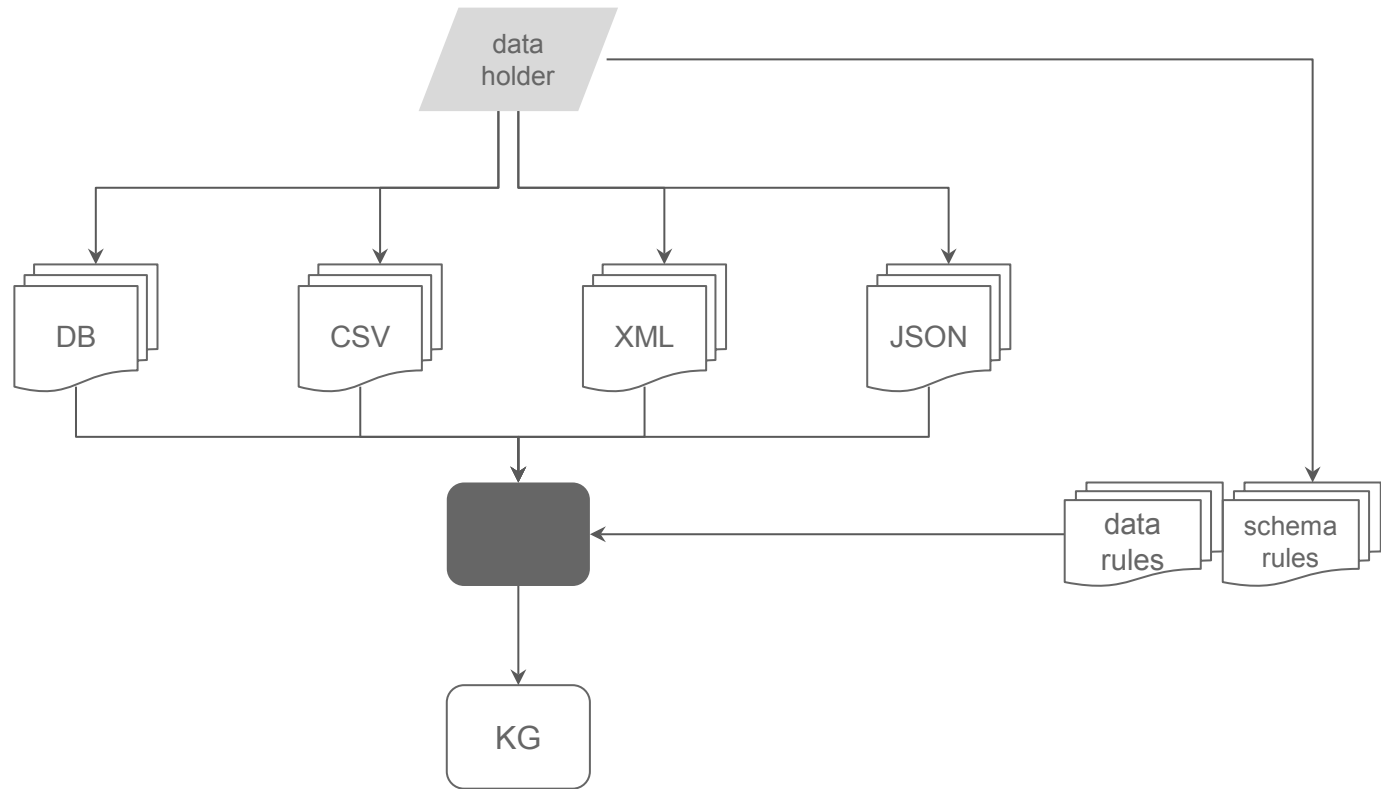 data
holder
DB
CSV
XML
JSON
data
rules
schema
rules
KG